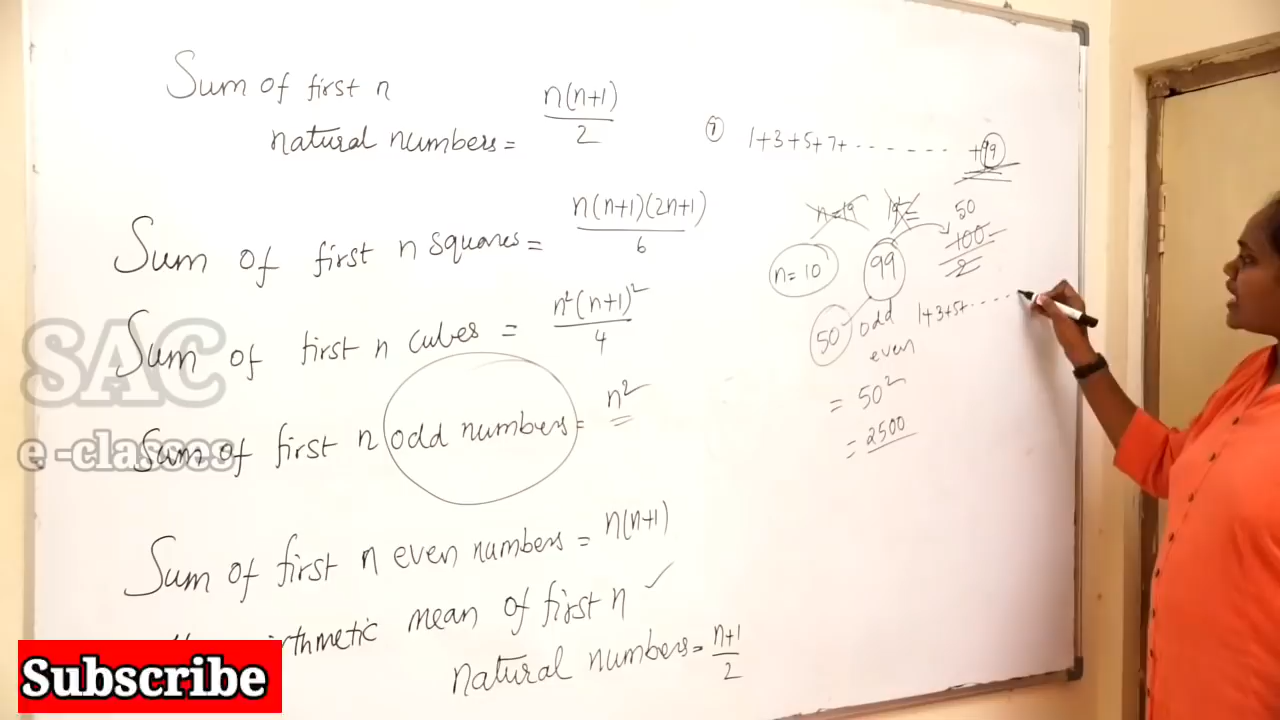 Sum of first n
natural numbers = n(n+1)/2
Sum of first n squares = n(n+1)(2n+1)/6
Sum of first n cubes = n²(n+1)²/4
Sum of first n odd numbers = n²
Sum of first n even numbers = n(n+1)
arithmetic mean of first n ✓
natural numbers = n+1/2
① 1+3+5+7+ - - - - - - - +99
n=19 19² =
50
n=10 99 100/2
50 odd 1+3+5+ - - - - -
even
= 50²
= 2500
SAC
e-classes
Subscribe